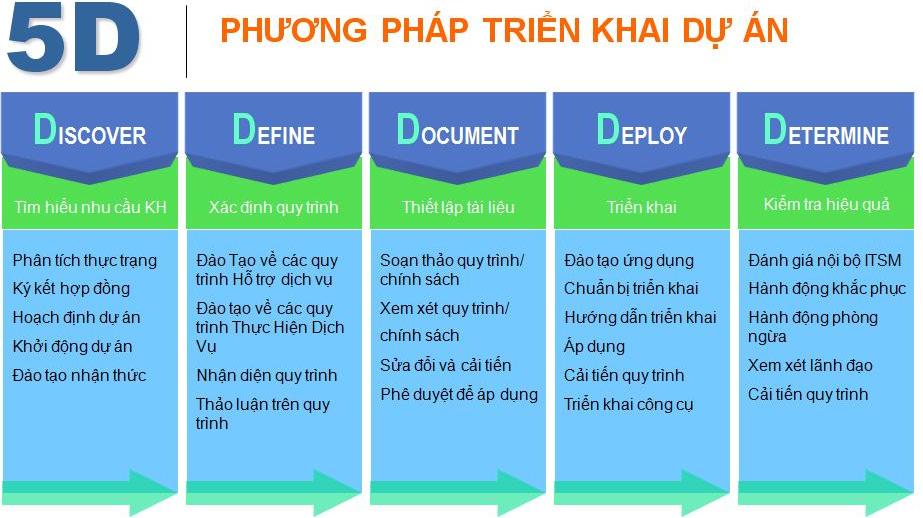 5D
PHƯƠNG PHÁP TRIỂN KHAI DỰ ÁN
DISCOVER
Tìm hiểu nhu cầu KH
Phân tích thực trạng
Ký kết hợp đồng
Hoạch định dự án
Khởi động dự án
Đào tạo nhận thức
DEFINE
Xác định quy trình
Đào Tạo về các quy
trình Hỗ trợ dịch vụ
Đào tạo về các quy
trình Thực Hiện Dịch
Vụ
Nhận diện quy trình
Thảo luận trên quy
trình
DOCUMENT
Thiết lập tài liệu
Soạn thảo quy trình/
chính sách
Xem xét quy trình/
chính sách
Sửa đổi và cải tiến
Phê duyệt để áp dụng
DEPLOY
Triển khai
Đào tạo ứng dụng
Chuẩn bị triển khai
Hướng dẫn triển khai
Áp dụng
Cải tiến quy trình
Triển khai công cụ
DETERMINE
Kiểm tra hiệu quả
Đánh giá nội bộ ITSM
Hành động khắc phục
Hành động phòng
ngừa
Xem xét lãnh đạo
Cải tiến quy trình